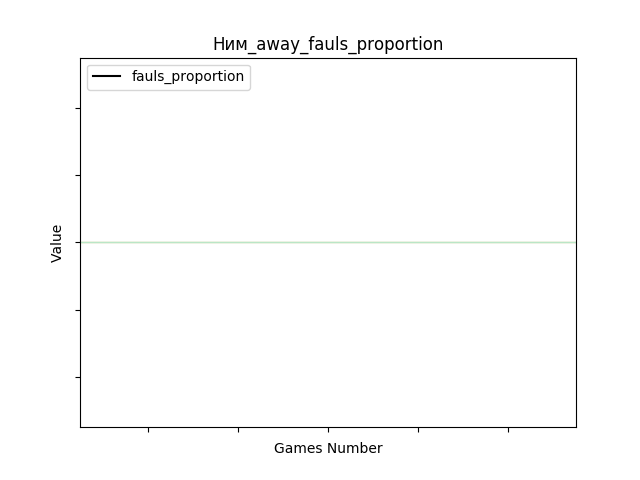 Ним_away_fauls_proportion
fauls_proportion
Value
Games Number